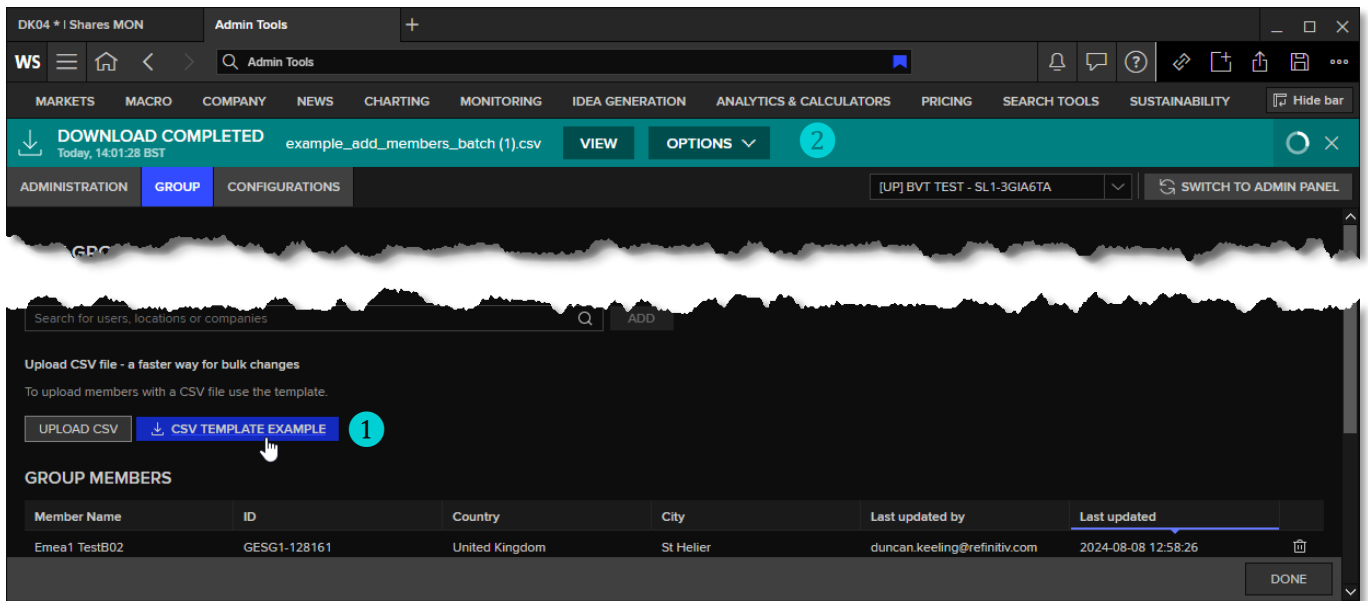 DK04 * | Shares MON Admin Tools +
WS Admin Tools ?
MARKETS MACRO COMPANY NEWS CHARTING MONITORING IDEA GENERATION ANALYTICS & CALCULATORS PRICING SEARCH TOOLS SUSTAINABILITY Hide bar
DOWNLOAD COMPLETED
Today, 14:01:28 BST
example_add_members_batch (1).csv VIEW OPTIONS 2
ADMINISTRATION GROUP CONFIGURATIONS [UP] BVT TEST - SL1-3GIA6TA SWITCH TO ADMIN PANEL
Search for users, locations or companies ADD
Upload CSV file - a faster way for bulk changes
To upload members with a CSV file use the template.
UPLOAD CSV CSV TEMPLATE EXAMPLE 1
GROUP MEMBERS
Member Name ID Country City Last updated by Last updated
Emea1 TestB02 GESG1-128161 United Kingdom St Helier duncan.keeling@refinitiv.com 2024-08-08 12:58:26
DONE